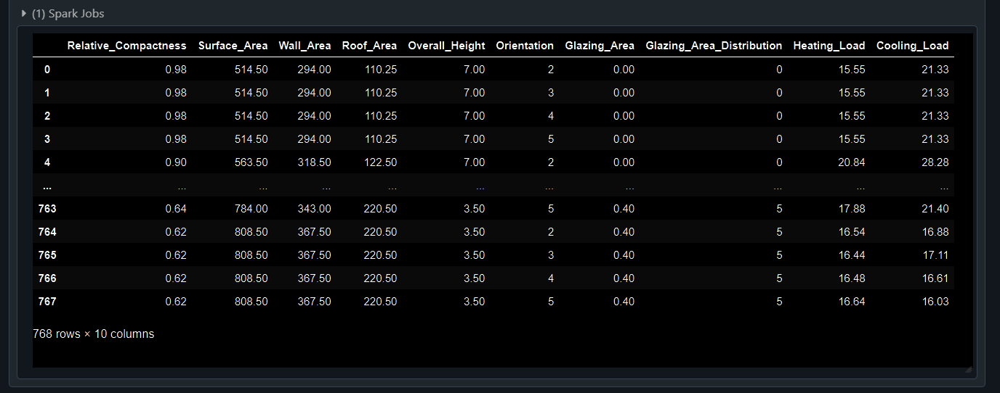 (1) Spark Jobs
Relative_Compactness Surface_Area Wall_Area Roof_Area Overall_Height Orientation Glazing_Area Glazing_Area_Distribution Heating_Load Cooling_Load
0 0.98 514.50 294.00 110.25 7.00 2 0.00 0 15.55 21.33
1 0.98 514.50 294.00 110.25 7.00 3 0.00 0 15.55 21.33
2 0.98 514.50 294.00 110.25 7.00 4 0.00 0 15.55 21.33
3 0.98 514.50 294.00 110.25 7.00 5 0.00 0 15.55 21.33
4 0.90 563.50 318.50 122.50 7.00 2 0.00 0 20.84 28.28
... ... ... ... ... ... ... ... ... ... ...
763 0.64 784.00 343.00 220.50 3.50 5 0.40 5 17.88 21.40
764 0.62 808.50 367.50 220.50 3.50 2 0.40 5 16.54 16.88
765 0.62 808.50 367.50 220.50 3.50 3 0.40 5 16.44 17.11
766 0.62 808.50 367.50 220.50 3.50 4 0.40 5 16.48 16.61
767 0.62 808.50 367.50 220.50 3.50 5 0.40 5 16.64 16.03
768 rows × 10 columns